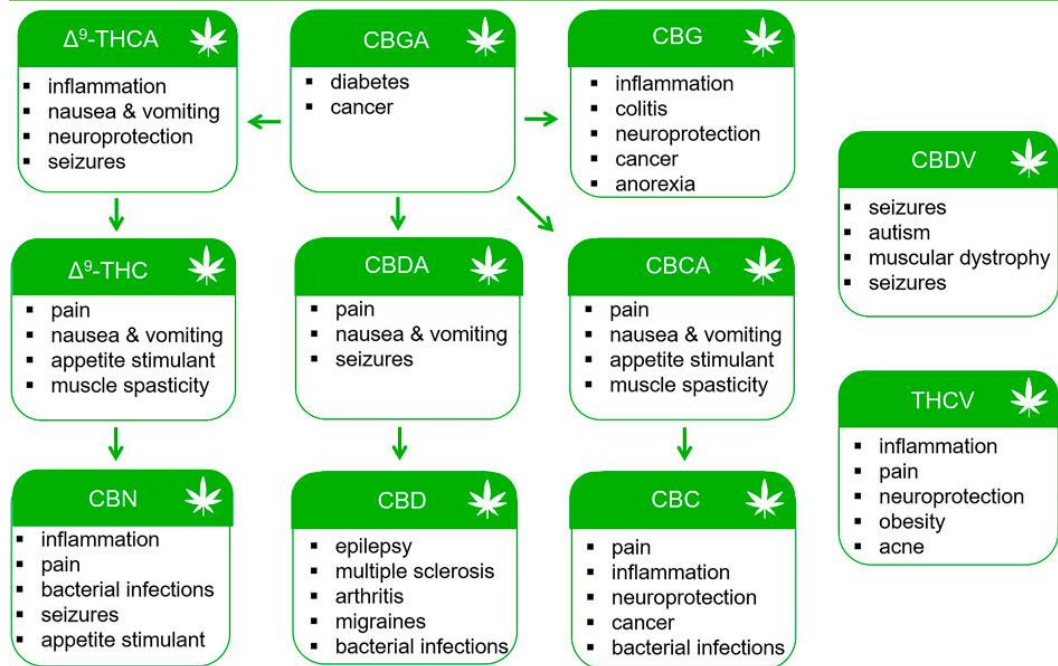 Δ⁹-THCA
▪ inflammation
▪ nausea & vomiting
▪ neuroprotection
▪ seizures
CBGA
▪ diabetes
▪ cancer
CBG
▪ inflammation
▪ colitis
▪ neuroprotection
▪ cancer
▪ anorexia
CBDV
▪ seizures
▪ autism
▪ muscular dystrophy
▪ seizures
Δ⁹-THC
▪ pain
▪ nausea & vomiting
▪ appetite stimulant
▪ muscle spasticity
CBDA
▪ pain
▪ nausea & vomiting
▪ seizures
CBCA
▪ pain
▪ nausea & vomiting
▪ appetite stimulant
▪ muscle spasticity
THCV
▪ inflammation
▪ pain
▪ neuroprotection
▪ obesity
▪ acne
CBN
▪ inflammation
▪ pain
▪ bacterial infections
▪ seizures
▪ appetite stimulant
CBD
▪ epilepsy
▪ multiple sclerosis
▪ arthritis
▪ migraines
▪ bacterial infections
CBC
▪ pain
▪ inflammation
▪ neuroprotection
▪ cancer
▪ bacterial infections